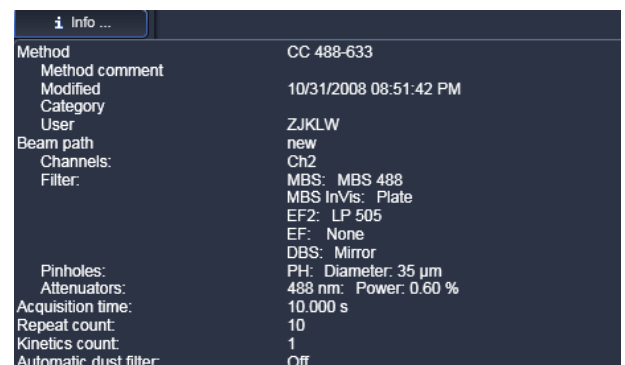 i Info ...
Method CC 488-633
Method comment
Modified 10/31/2008 08:51:42 PM
Category
User ZJKLW
Beam path new
Channels: Ch2
Filter: MBS: MBS 488
MBS InVis: Plate
EF2: LP 505
EF: None
DBS: Mirror
Pinholes: PH: Diameter: 35 µm
Attenuators: 488 nm: Power: 0.60 %
Acquisition time: 10.000 s
Repeat count: 10
Kinetics count: 1
Automatic dust filter: Off